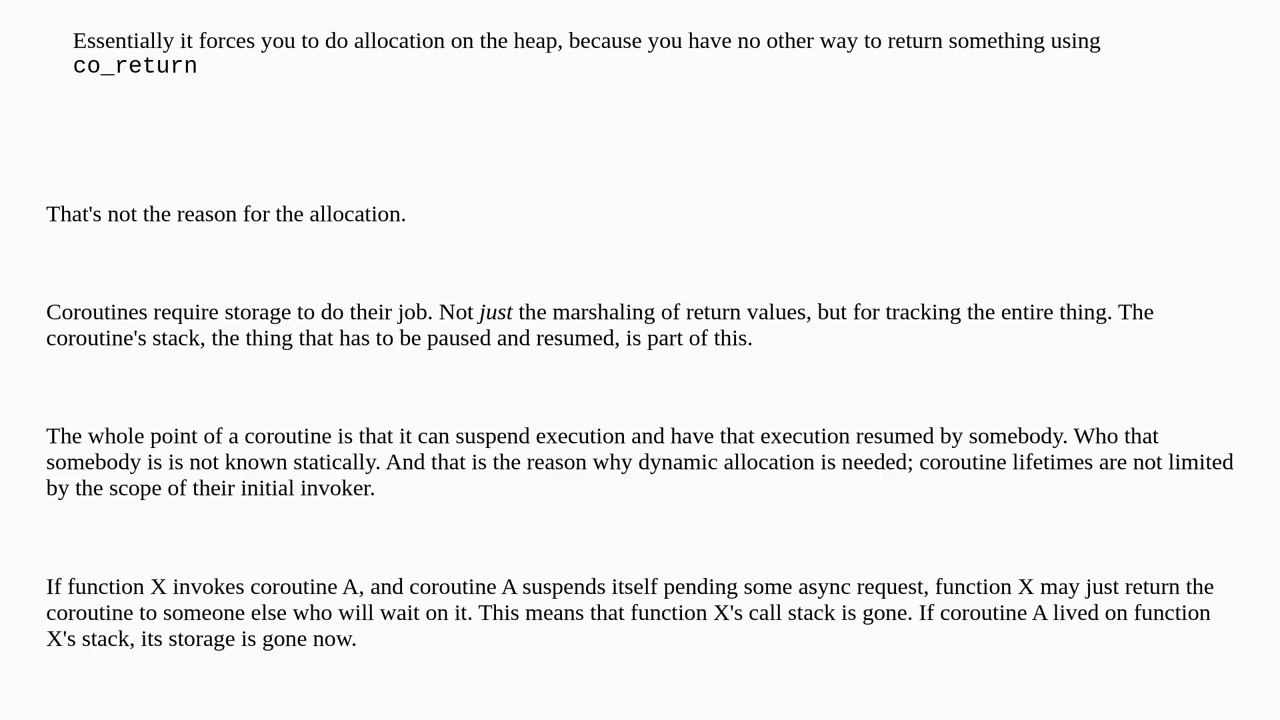 Essentially it forces you to do allocation on the heap, because you have no other way to return something using
co_return
That's not the reason for the allocation.
Coroutines require storage to do their job. Not just the marshaling of return values, but for tracking the entire thing. The
coroutine's stack, the thing that has to be paused and resumed, is part of this.
The whole point of a coroutine is that it can suspend execution and have that execution resumed by somebody. Who that
somebody is is not known statically. And that is the reason why dynamic allocation is needed; coroutine lifetimes are not limited
by the scope of their initial invoker.
If function X invokes coroutine A, and coroutine A suspends itself pending some async request, function X may just return the
coroutine to someone else who will wait on it. This means that function X's call stack is gone. If coroutine A lived on function
X's stack, its storage is gone now.